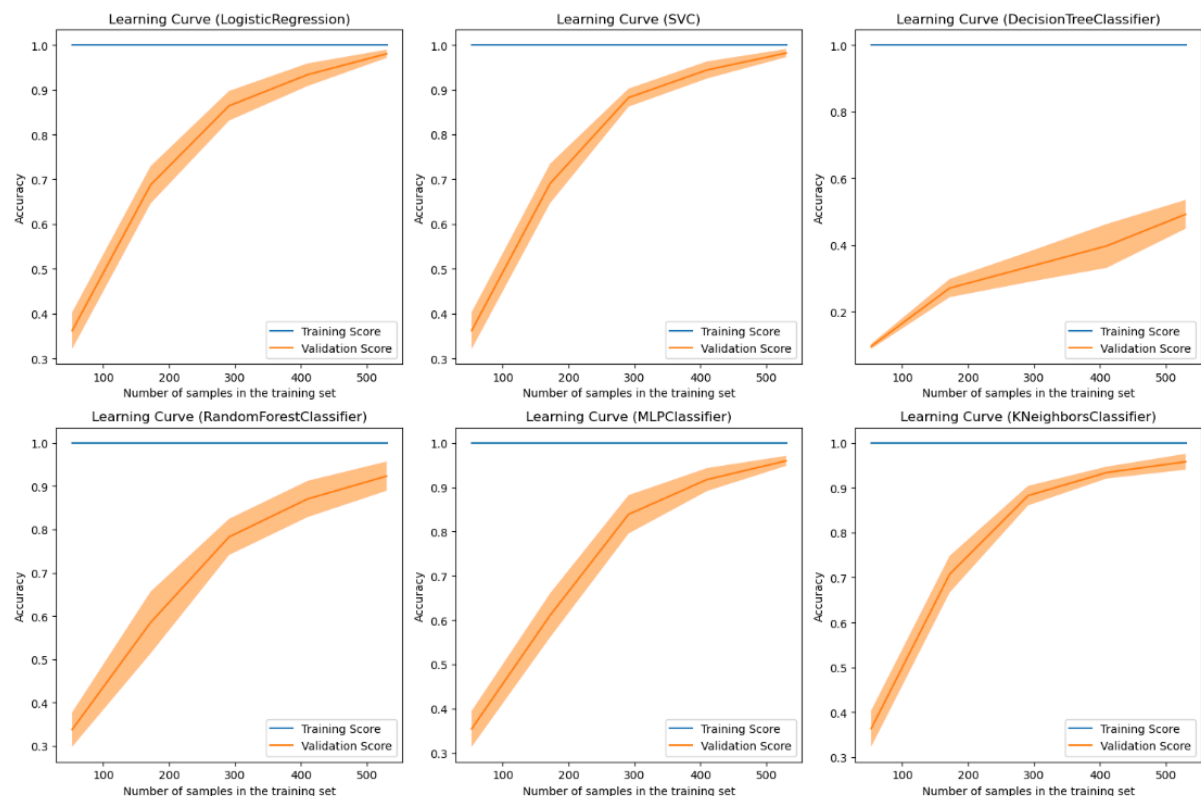 Learning Curve (LogisticRegression)
1.0
0.9
0.8
0.7
0.6
0.5
0.4
0.3
Accuracy
Training Score
Validation Score
100 200 300 400 500
Number of samples in the training set
Learning Curve (SVC)
1.0
0.9
0.8
0.7
0.6
0.5
0.4
0.3
Accuracy
Training Score
Validation Score
100 200 300 400 500
Number of samples in the training set
Learning Curve (DecisionTreeClassifier)
1.0
0.8
0.6
0.4
0.2
Accuracy
Training Score
Validation Score
100 200 300 400 500
Number of samples in the training set
Learning Curve (RandomForestClassifier)
1.0
0.9
0.8
0.7
0.6
0.5
0.4
0.3
Accuracy
Training Score
Validation Score
100 200 300 400 500
Number of samples in the training set
Learning Curve (MLPClassifier)
1.0
0.9
0.8
0.7
0.6
0.5
0.4
0.3
Accuracy
Training Score
Validation Score
100 200 300 400 500
Number of samples in the training set
Learning Curve (KNeighborsClassifier)
1.0
0.9
0.8
0.7
0.6
0.5
0.4
0.3
Accuracy
Training Score
Validation Score
100 200 300 400 500
Number of samples in the training set